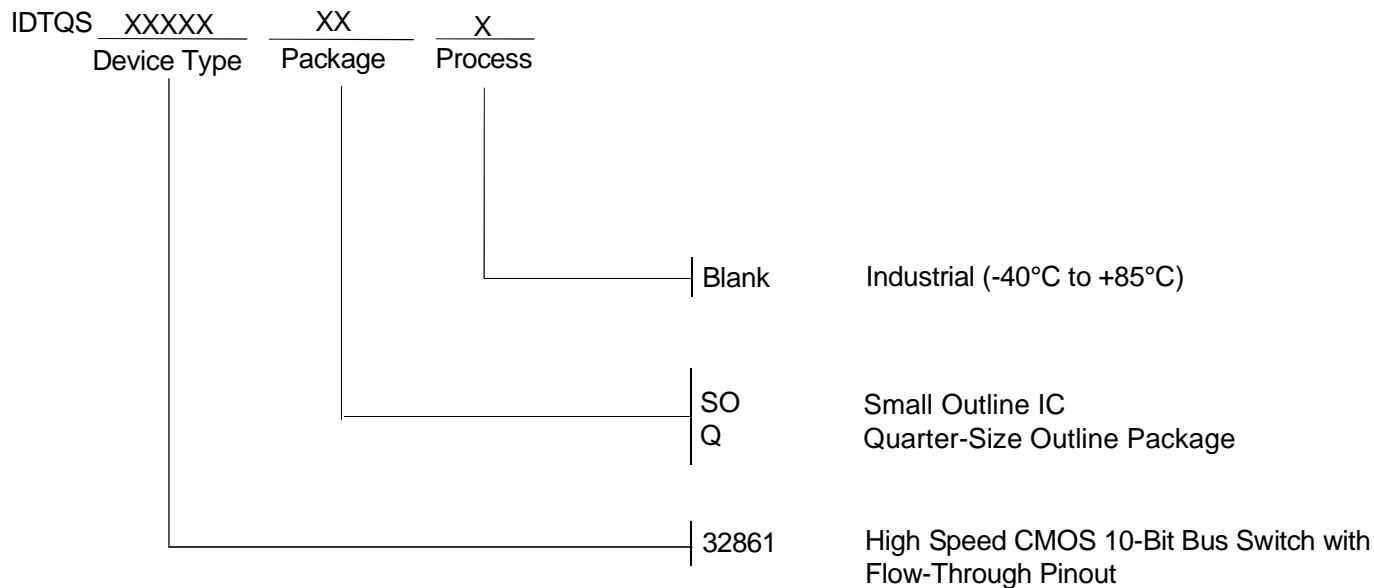 IDTQS XXXXX XX X
Device Type Package Process
Blank Industrial (-40°C to +85°C)
SO Small Outline IC
Q Quarter-Size Outline Package
32861 High Speed CMOS 10-Bit Bus Switch with
Flow-Through Pinout